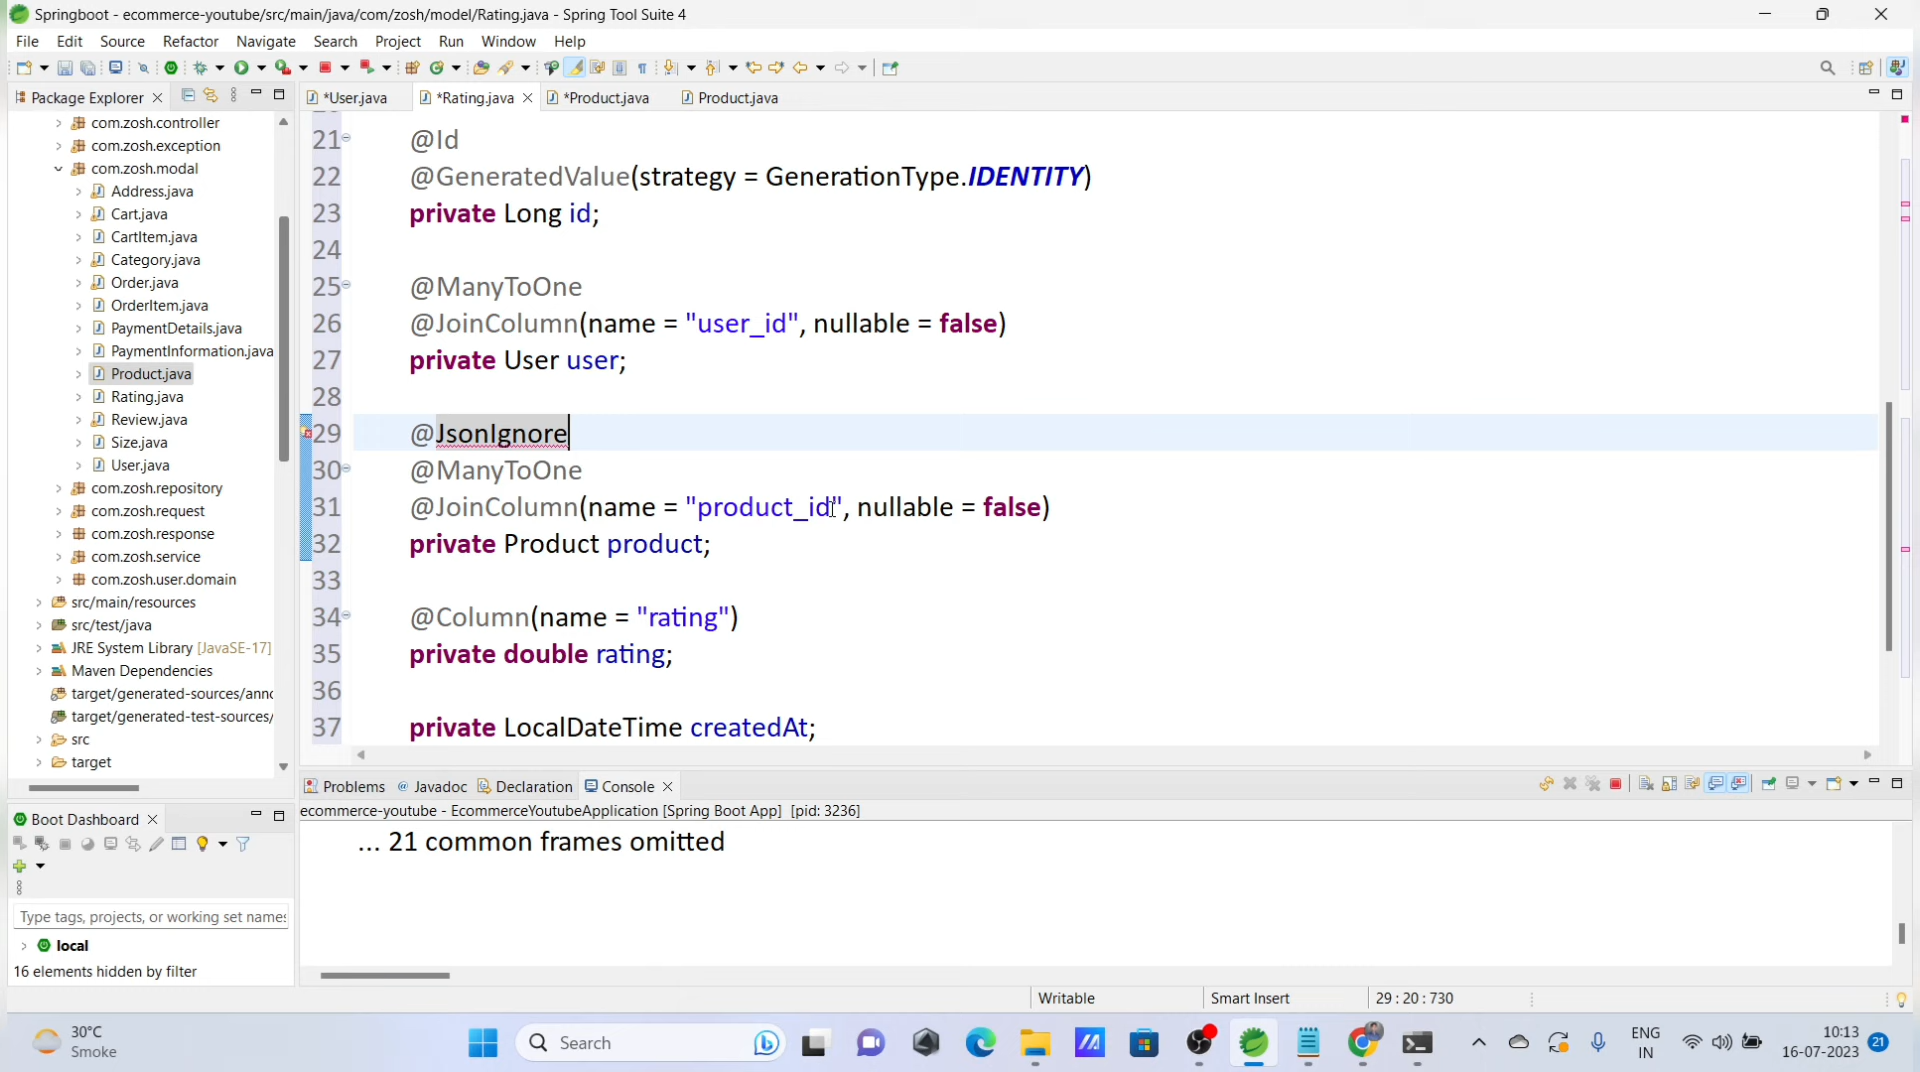 Springboot - ecommerce-youtube/src/main/java/com/zosh/model/Rating.java - Spring Tool Suite 4
File Edit Source Refactor Navigate Search Project Run Window Help
Package Explorer
com.zosh.controller
com.zosh.exception
com.zosh.modal
Address.java
Cart.java
CartItem.java
Category.java
Order.java
OrderItem.java
PaymentDetails.java
PaymentInformation.java
Product.java
Rating.java
Review.java
Size.java
User.java
com.zosh.repository
com.zosh.request
com.zosh.response
com.zosh.service
com.zosh.user.domain
src/main/resources
src/test/java
JRE System Library [JavaSE-17]
Maven Dependencies
target/generated-sources/anno
target/generated-test-sources/
src
target
*User.java *Rating.java *Product.java Product.java
21 @Id
22 @GeneratedValue(strategy = GenerationType.IDENTITY)
23 private Long id;
24
25 @ManyToOne
26 @JoinColumn(name = "user_id", nullable = false)
27 private User user;
28
29 @JsonIgnore
30 @ManyToOne
31 @JoinColumn(name = "product_id", nullable = false)
32 private Product product;
33
34 @Column(name = "rating")
35 private double rating;
36
37 private LocalDateTime createdAt;
Problems @ Javadoc Declaration Console
ecommerce-youtube - EcommerceYoutubeApplication [Spring Boot App] [pid: 3236]
... 21 common frames omitted
Boot Dashboard
Type tags, projects, or working set names
local
16 elements hidden by filter
Writable Smart Insert 29 : 20 : 730
30°C
Smoke
Search
ENG
IN
10:13
16-07-2023
21